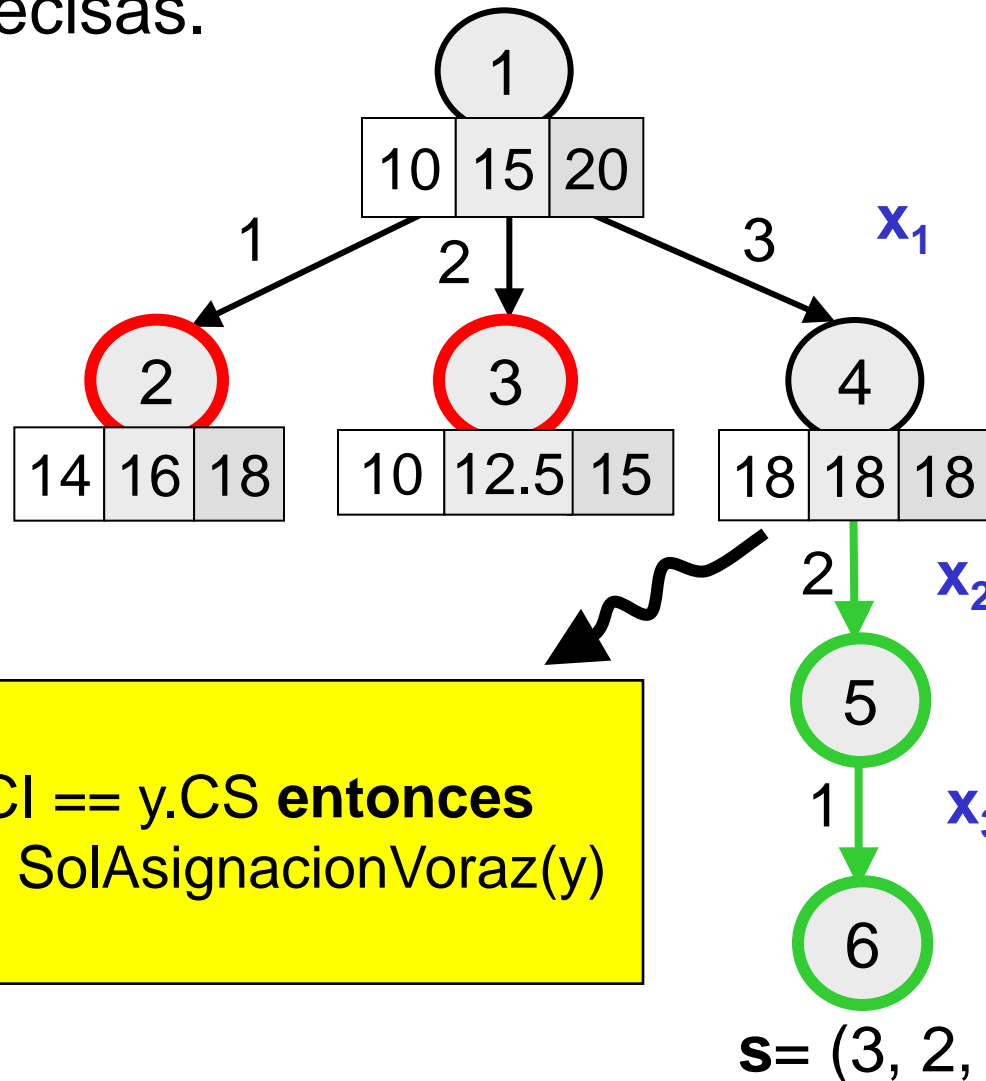 ecisas.
1
10 15 20
1 2 3 x₁
2 3 4
14 16 18 10 12.5 15 18 18 18
2 x₂
5
CI == y.CS entonces
SolAsignacionVoraz(y)
1 x₃
6
s= (3, 2,